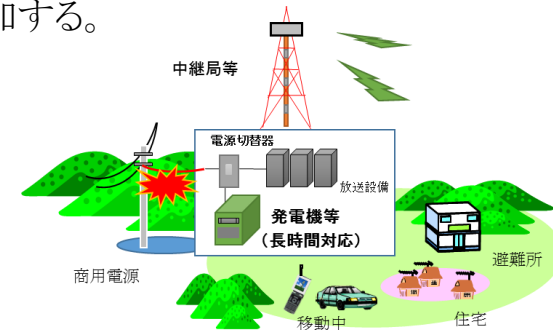 する。
中継局等
電源切替器
放送設備
発電機等
（長時間対応）
商用電源
避難所
移動中
住宅